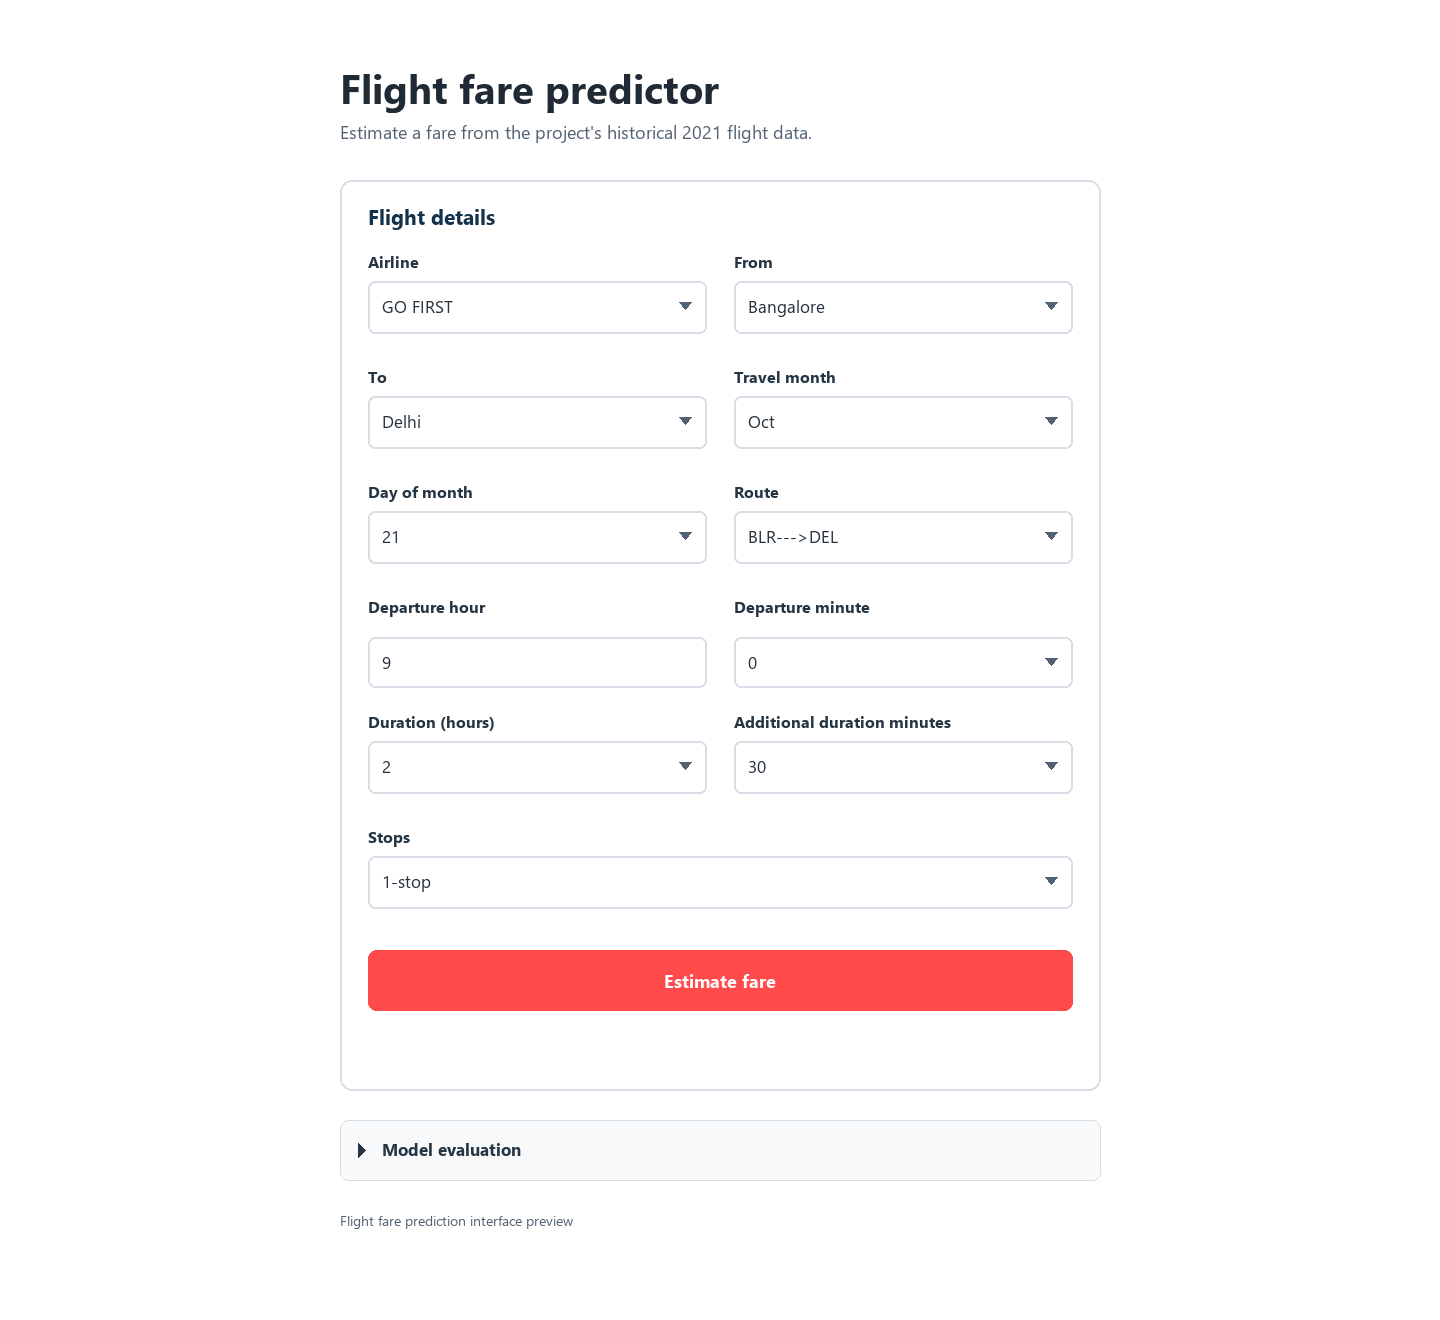 Flight fare predictor
Estimate a fare from the project's historical 2021 flight data.
Flight details
Airline
From
GO FIRST
Bangalore
To
Travel month
Delhi
Oct
Day of month
Route
21
BLR--->DEL
Departure hour
Departure minute
9
0
Duration (hours)
Additional duration minutes
2
30
Stops
1-stop
Estimate fare
Model evaluation
Flight fare prediction interface preview